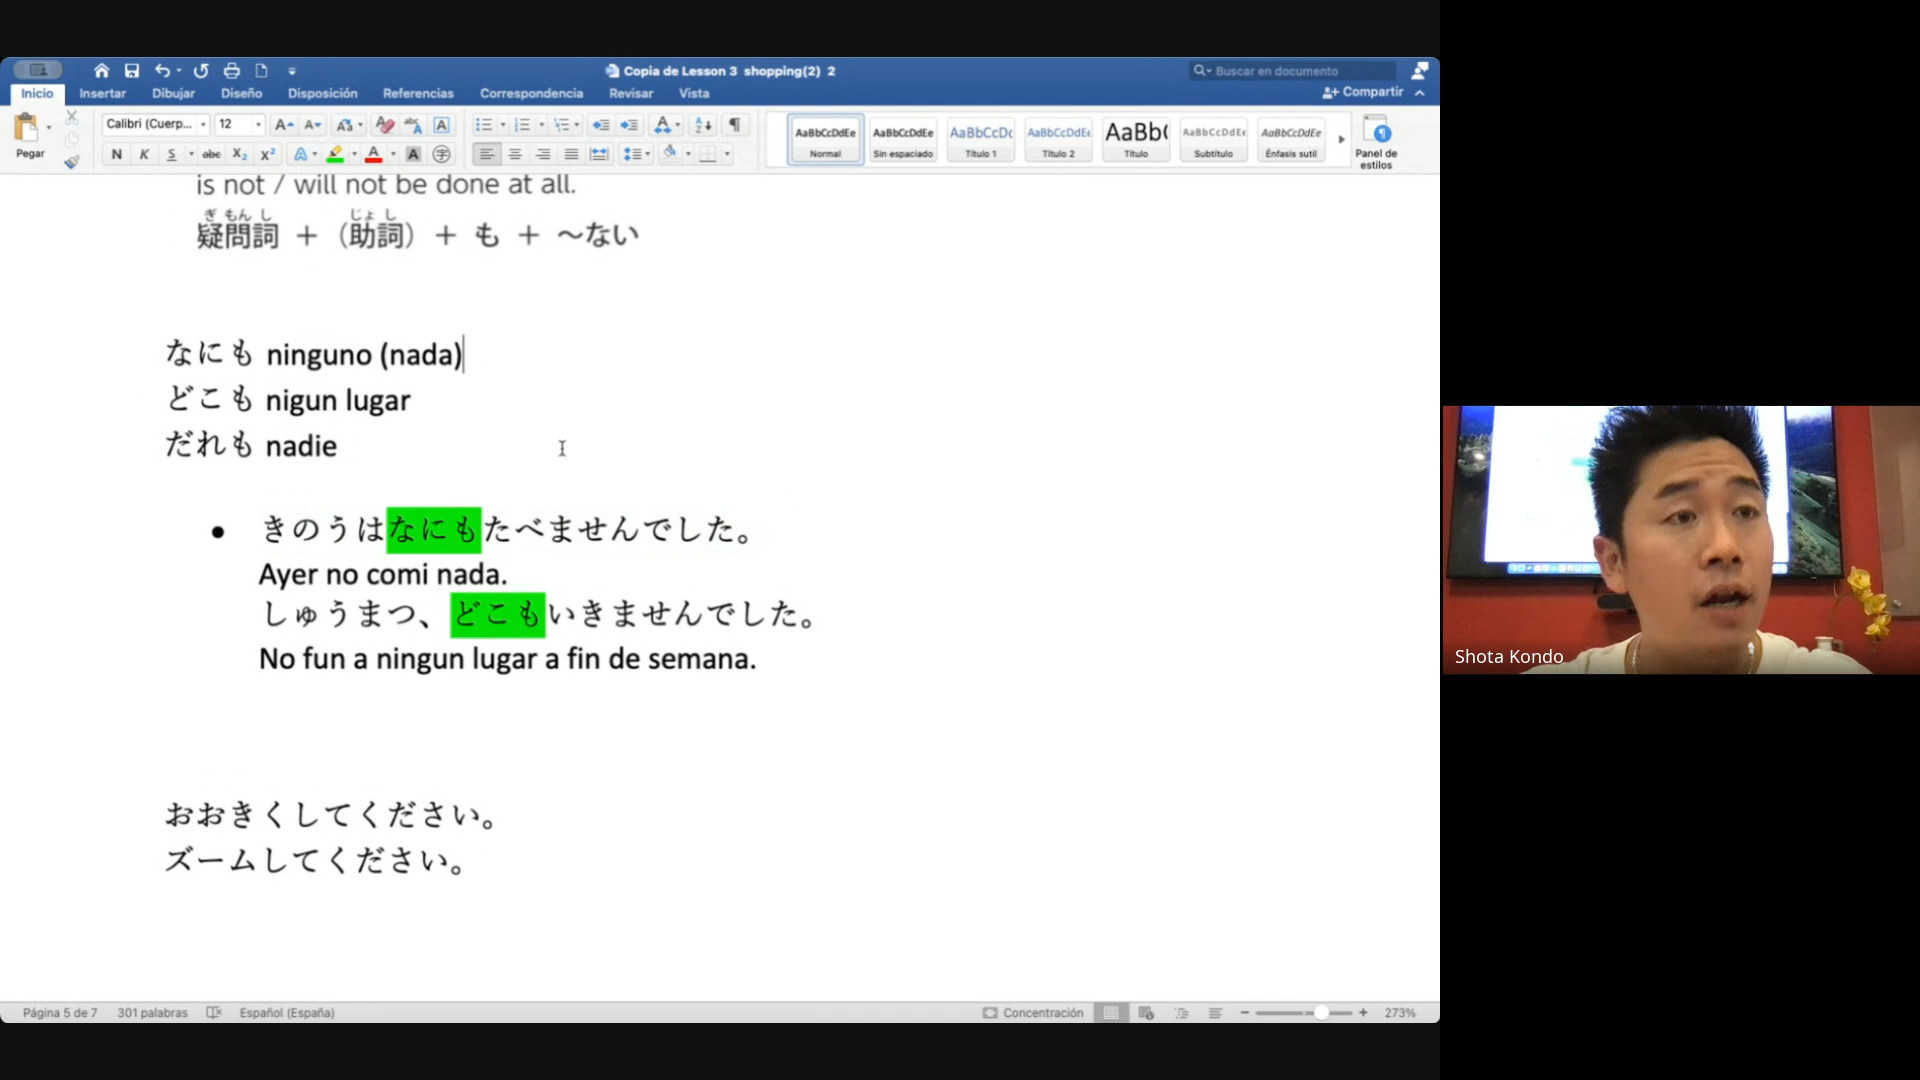 Copia de Lesson 3 shopping(2) 2
Buscar en documento
Inicio Insertar Dibujar Diseño Disposición Referencias Correspondencia Revisar Vista
Compartir
Calibri (Cuerp... 12
Pegar
N K S abc X₂ X²
AaBbCcDdEe AaBbCcDdEe AaBbCcDc AaBbCcDdEe AaBb( AaBbCcDdEe AaBbCcDdEe
Normal Sin espaciado Título 1 Título 2 Título Subtítulo Énfasis sutil
Panel de
estilos
is not / will not be done at all.
ぎ もん し じょ し
疑問詞 + (助詞) + も + ～ない
なにも ninguno (nada)
どこも nigun lugar
だれも nadie
• きのうはなにもたべませんでした。
Ayer no comi nada.
しゅうまつ、どこもいきませんでした。
No fun a ningun lugar a fin de semana.
おおきくしてください。
ズームしてください。
Página 5 de 7 301 palabras Español (España) Concentración 273%
Shota Kondo